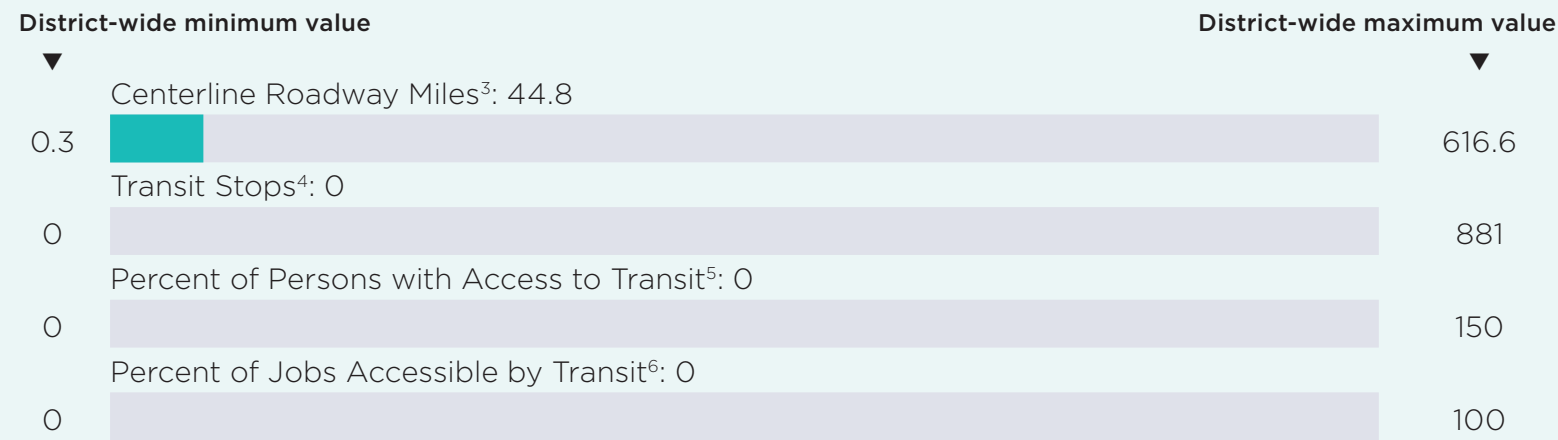 District-wide minimum value District-wide maximum value
▼ ▼
Centerline Roadway Miles³: 44.8
0.3 616.6
Transit Stops⁴: 0
0 881
Percent of Persons with Access to Transit⁵: 0
0 150
Percent of Jobs Accessible by Transit⁶: 0
0 100